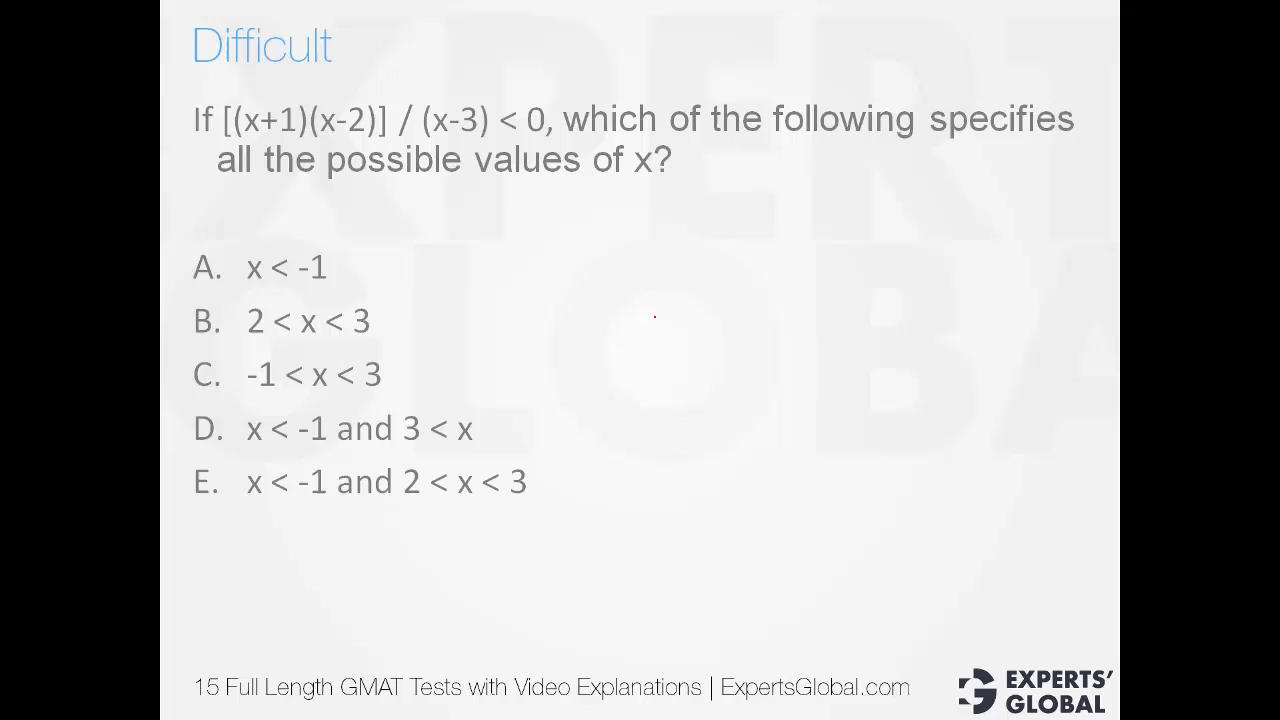 Difficult
If [(x+1)(x-2)] / (x-3) < 0, which of the following specifies
all the possible values of x?
A. x < -1
B. 2 < x < 3
C. -1 < x < 3
D. x < -1 and 3 < x
E. x < -1 and 2 < x < 3
15 Full Length GMAT Tests with Video Explanations | ExpertsGlobal.com
EXPERTS'
GLOBAL
EXPERT
GLOBA